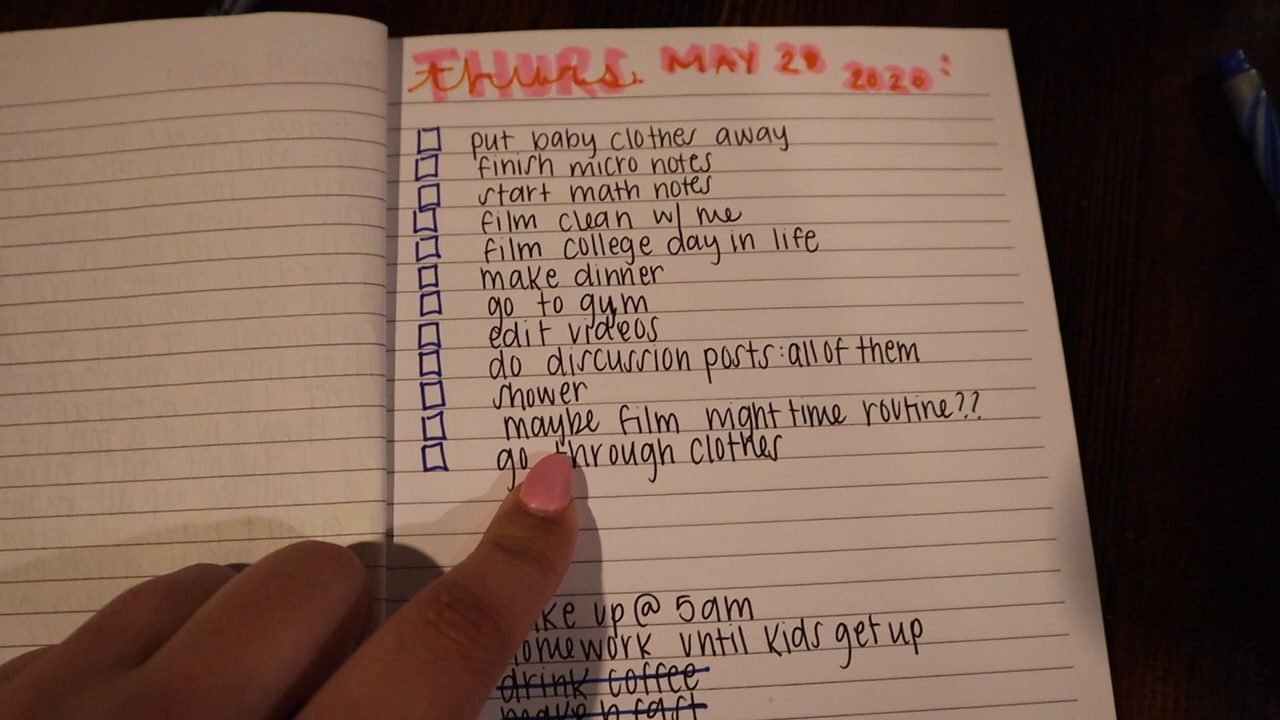 thurs. MAY 28 2020:
put baby clothes away
finish micro notes
start math notes
film clean w/ me
film college day in life
make dinner
go to gym
edit videos
do discussion posts: all of them
shower
maybe film night time routine??
go through clothes
up @ 5am
homework until kids get up
drink coffee